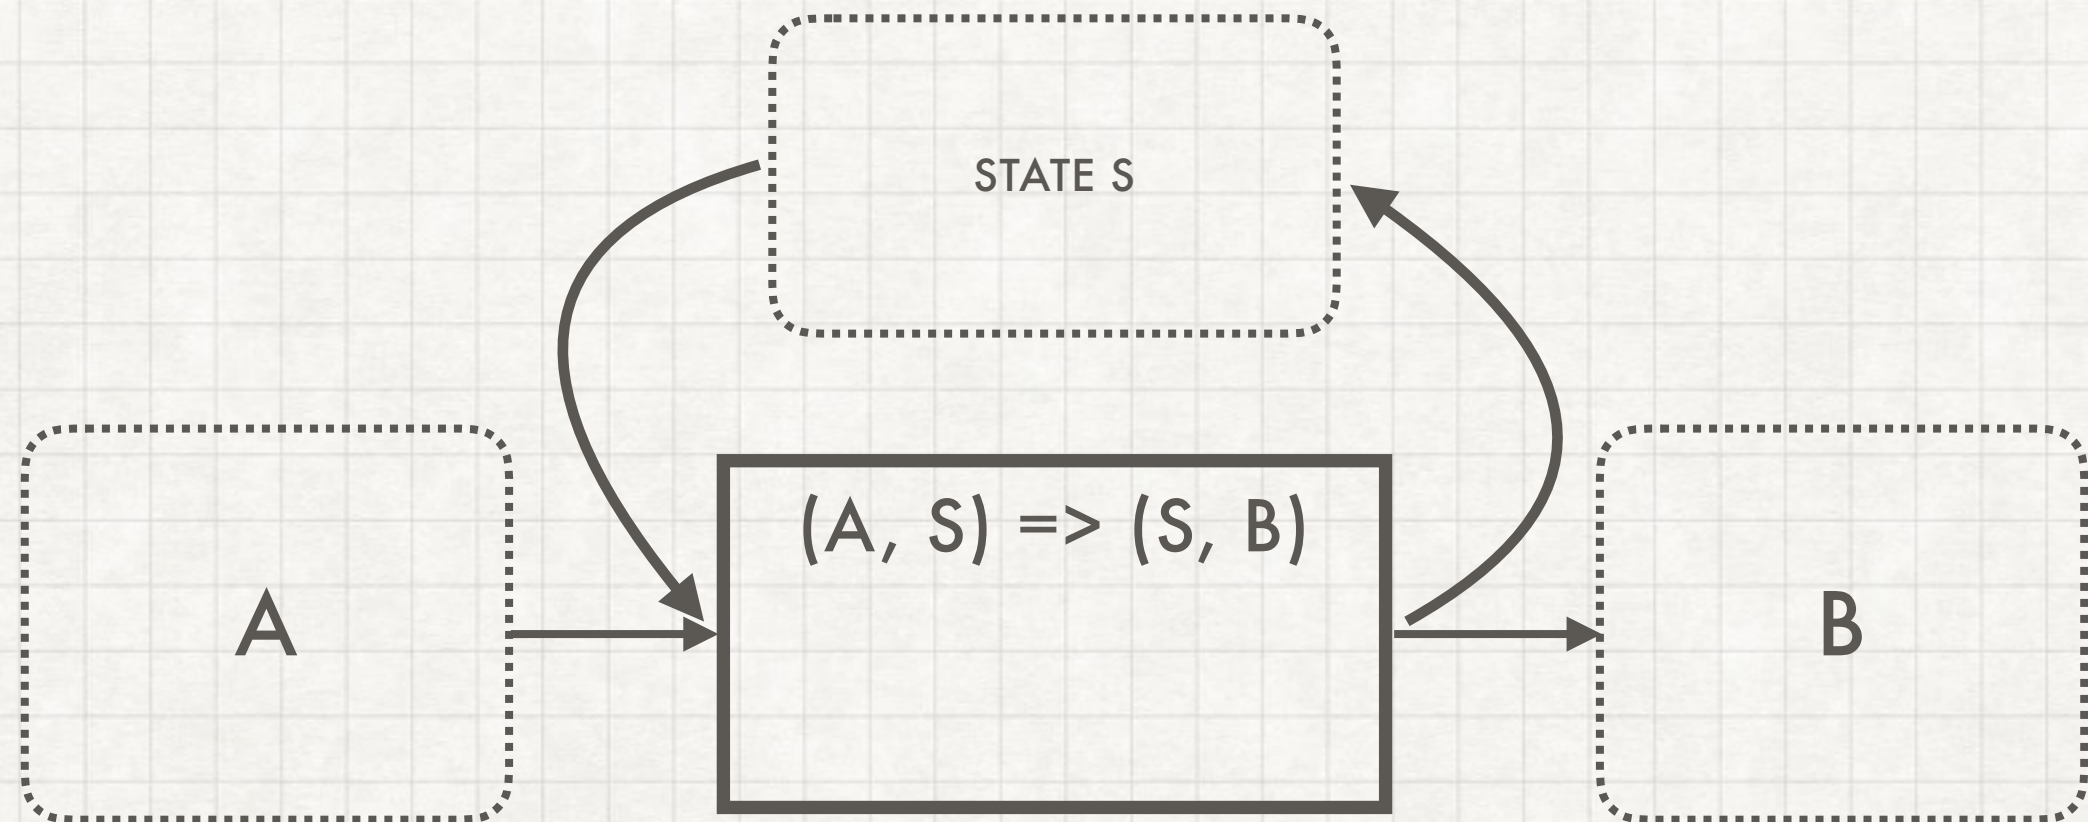 STATE S
(A, S) => (S, B)
A
B